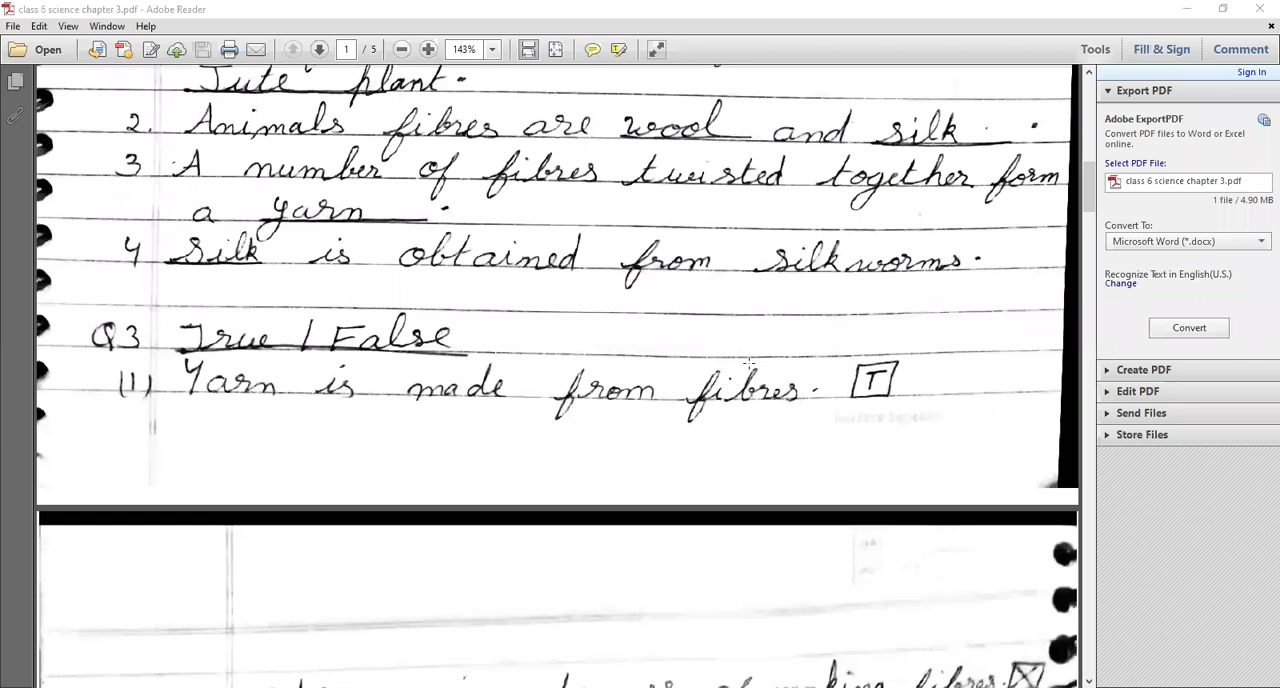 class 6 science chapter 3.pdf - Adobe Reader
File Edit View Window Help
Open 1 / 5 143% Tools Fill & Sign Comment
Sign In
Export PDF
Adobe ExportPDF
Convert PDF files to Word or Excel
online.
Select PDF File:
class 6 science chapter 3.pdf
1 file / 4.90 MB
Convert To:
Microsoft Word (*.docx)
Recognize Text in English(U.S.)
Change
Convert
Create PDF
Edit PDF
Send Files
Store Files
Jute plant.
2. Animals fibres are wool and silk .
3 A number of fibres twisted together form
a yarn .
4 Silk is obtained from silkworms.
Q3 True / False
(1) Yarn is made from fibres. T
of making fibres. X